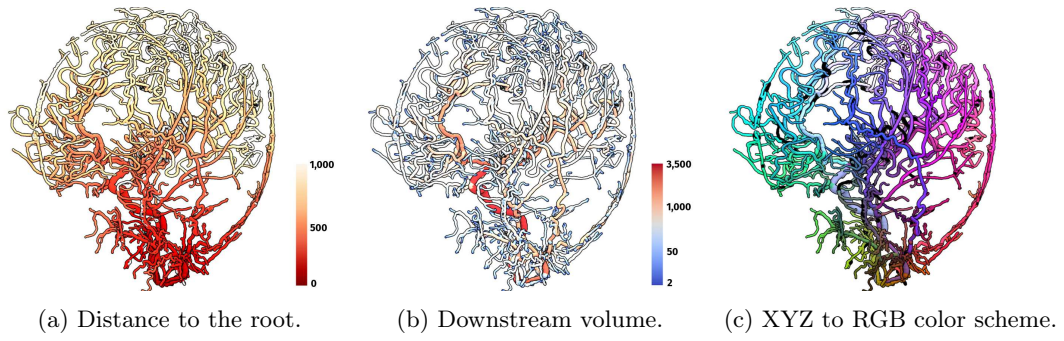 1,000
500
0
3,500
1,000
50
2
(a) Distance to the root.
(b) Downstream volume.
(c) XYZ to RGB color scheme.